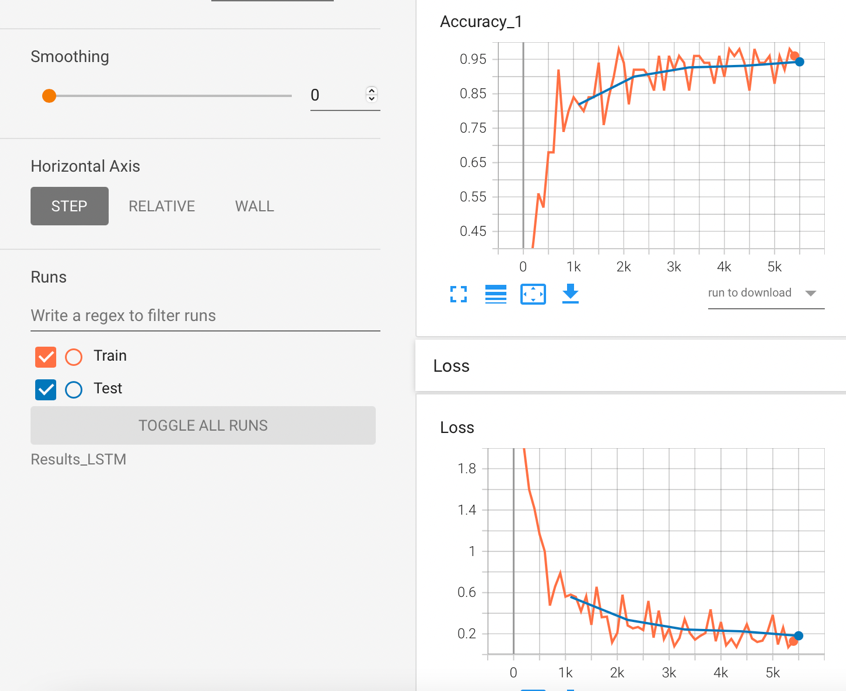 Smoothing
0
Horizontal Axis
STEP RELATIVE WALL
Runs
Write a regex to filter runs
Train
Test
TOGGLE ALL RUNS
Results_LSTM
Accuracy_1
0.95
0.85
0.75
0.65
0.55
0.45
0 1k 2k 3k 4k 5k
run to download
Loss
Loss
1.8
1.4
1
0.6
0.2
0 1k 2k 3k 4k 5k